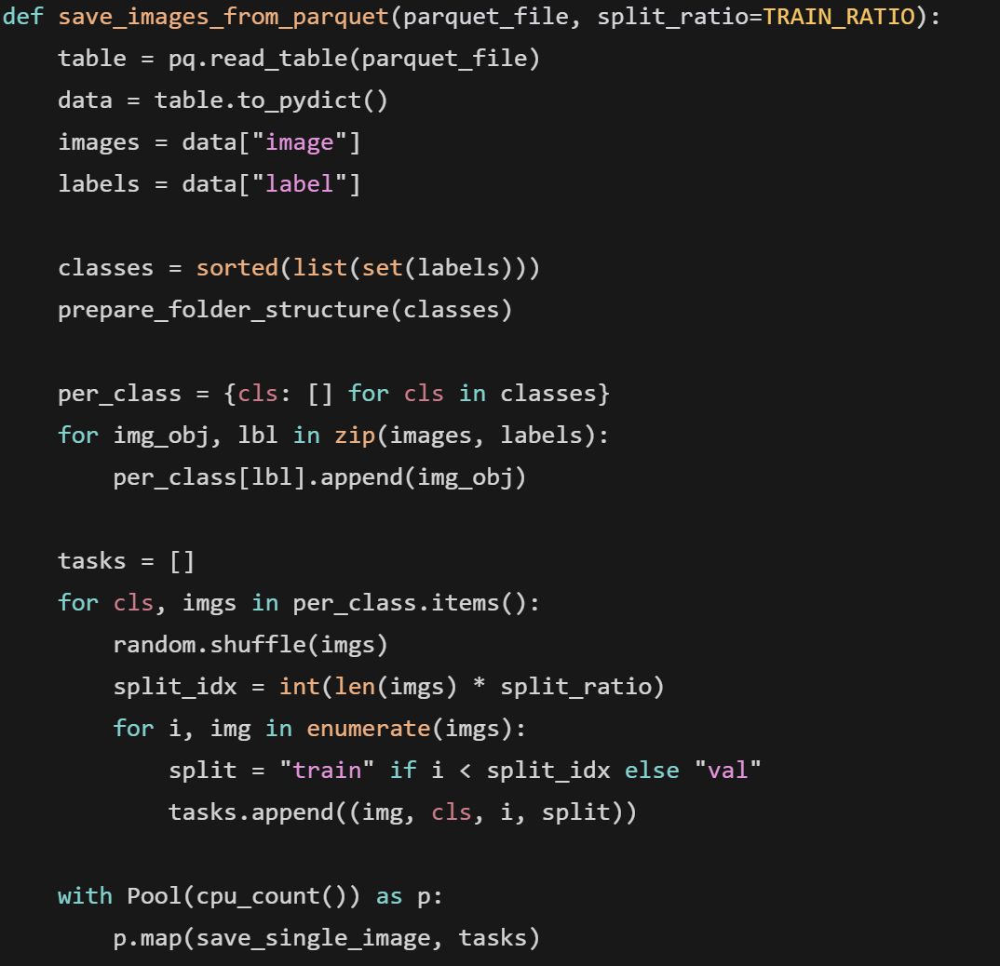 def save_images_from_parquet(parquet_file, split_ratio=TRAIN_RATIO):
    table = pq.read_table(parquet_file)
    data = table.to_pydict()
    images = data["image"]
    labels = data["label"]

    classes = sorted(list(set(labels)))
    prepare_folder_structure(classes)

    per_class = {cls: [] for cls in classes}
    for img_obj, lbl in zip(images, labels):
        per_class[lbl].append(img_obj)

    tasks = []
    for cls, imgs in per_class.items():
        random.shuffle(imgs)
        split_idx = int(len(imgs) * split_ratio)
        for i, img in enumerate(imgs):
            split = "train" if i < split_idx else "val"
            tasks.append((img, cls, i, split))

    with Pool(cpu_count()) as p:
        p.map(save_single_image, tasks)